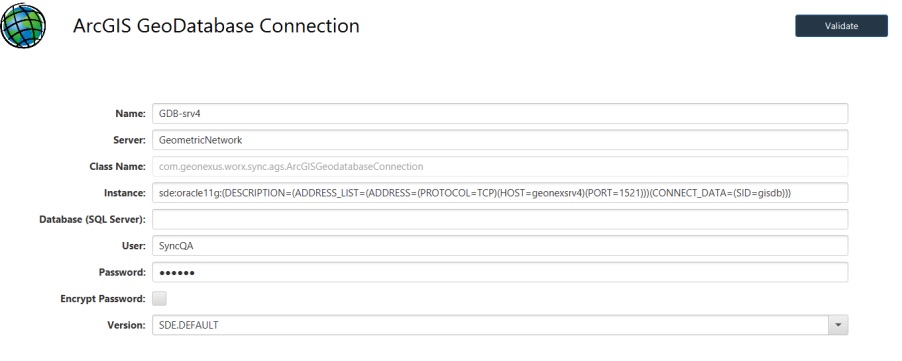 ArcGIS GeoDatabase Connection
Validate
Name: GDB-srv4
Server: GeometricNetwork
Class Name: com.geonexus.worx.sync.ags.ArcGISGeodatabaseConnection
Instance: sde:oracle11g:(DESCRIPTION=(ADDRESS_LIST=(ADDRESS=(PROTOCOL=TCP)(HOST=geonexsrv4)(PORT=1521)))(CONNECT_DATA=(SID=gisdb)))
Database (SQL Server):
User: SyncQA
Password: ●●●●●●
Encrypt Password:
Version: SDE.DEFAULT